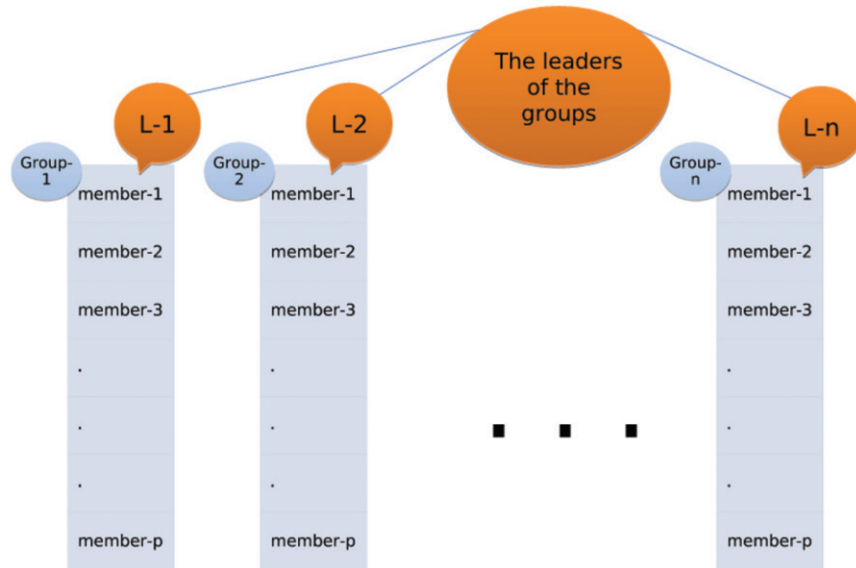 The leaders
of the
groups
L-1
L-2
L-n
Group-
1
Group-
2
Group-
n
member-1
member-2
member-3
.
.
.
member-p
member-1
member-2
member-3
.
.
.
member-p
. . .
member-1
member-2
member-3
.
.
.
member-p